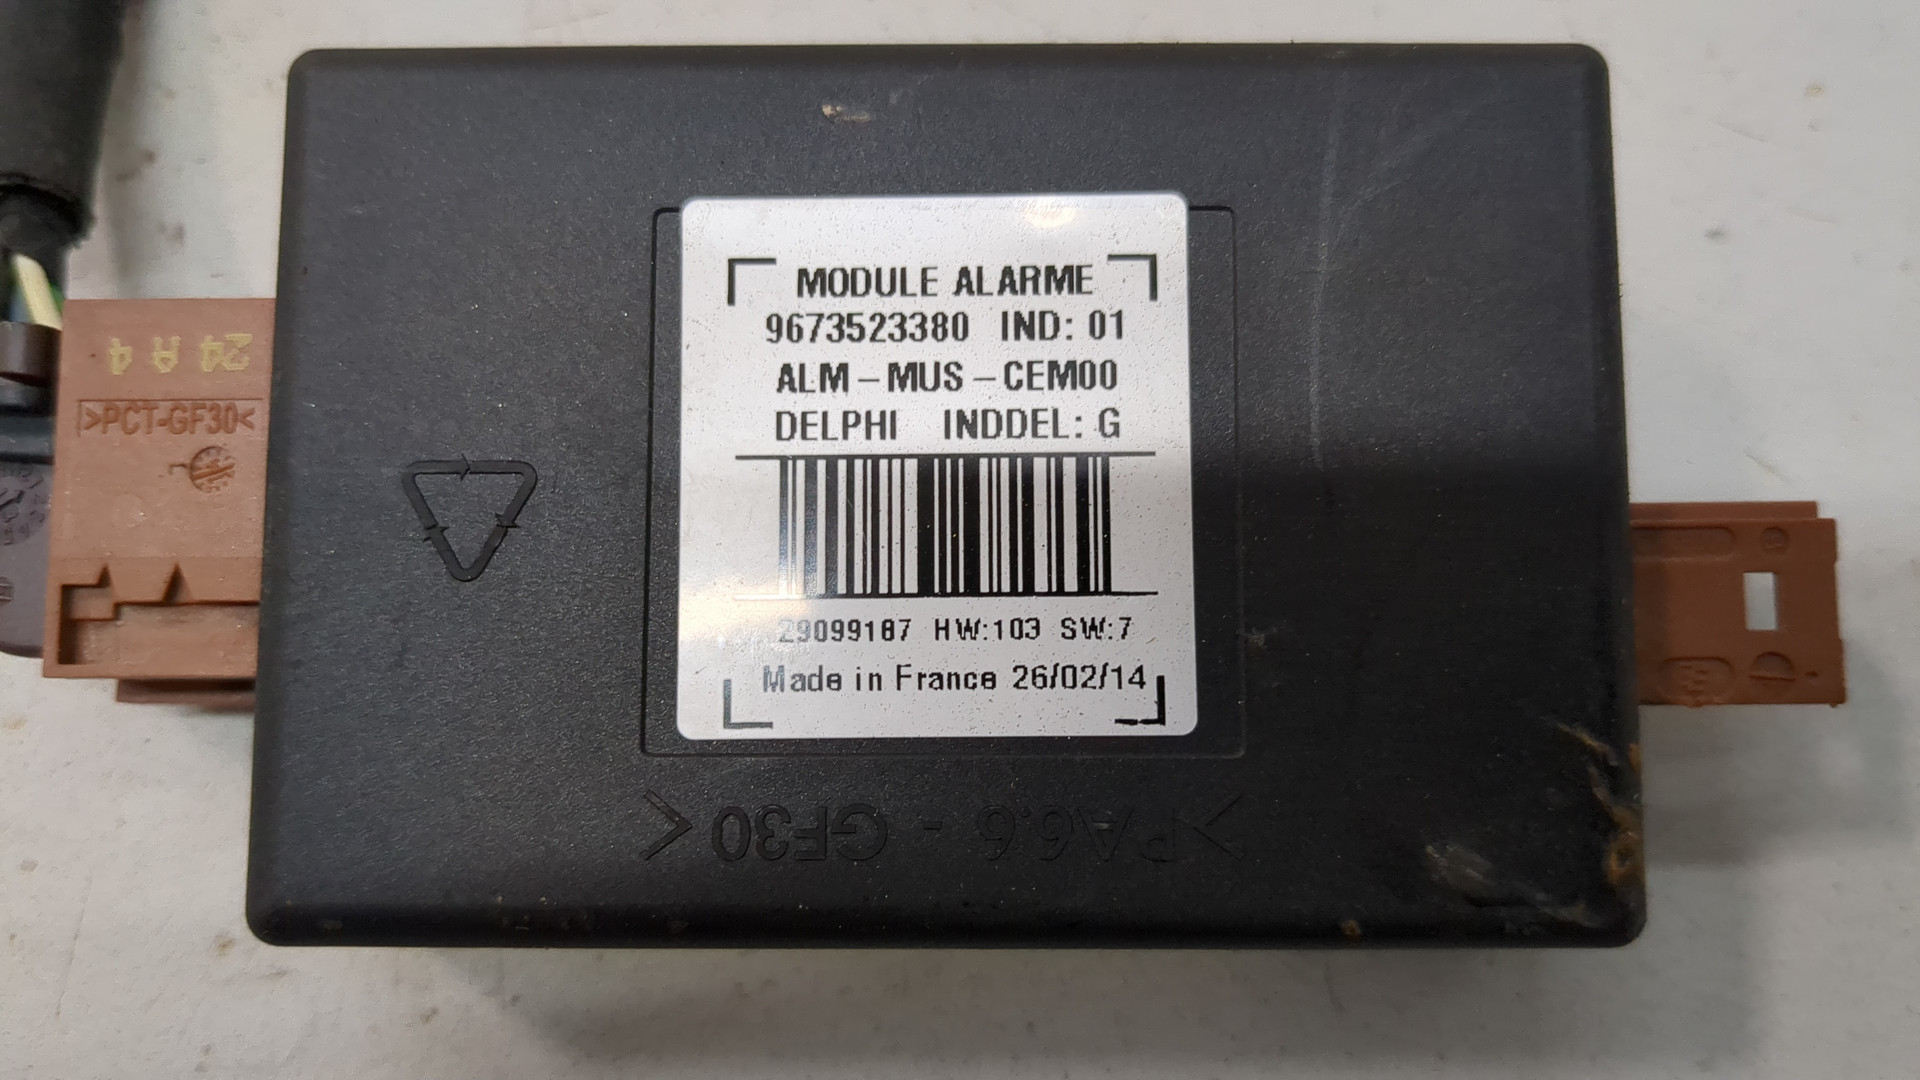 MODULE ALARME
9673523380 IND: 01
ALM-MUS-CEM00
DELPHI INDDEL: G
29099187 HW:103 SW:7
Made in France 26/02/14
>PA6.6 - GF30<
24 A 4
>PCT-GF30<